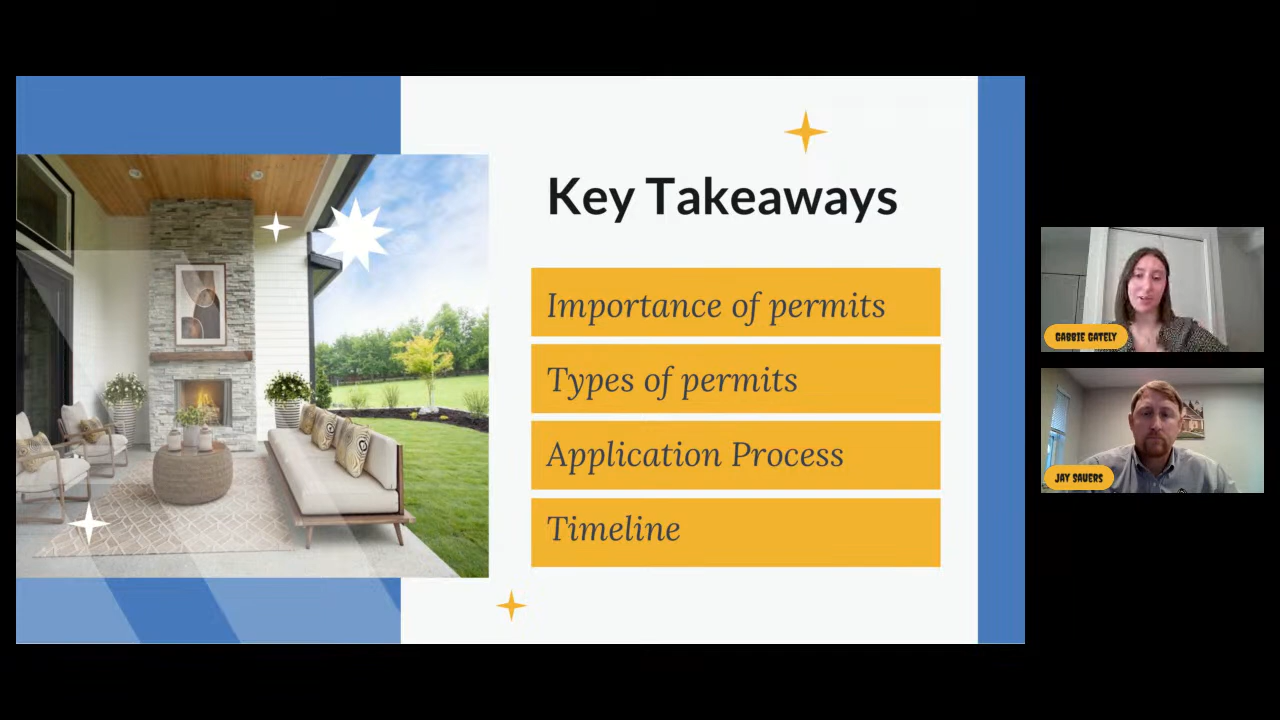 Key Takeaways
Importance of permits
Types of permits
Application Process
Timeline
GABBIE GATELY
JAY SAUERS